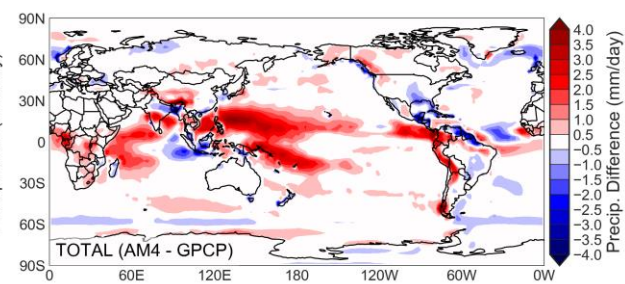 90N
60N
30N
0
30S
60S
90S
TOTAL (AM4 - GPCP)
0
60E
120E
180
120W
60W
0W
4.0
3.5
3.0
2.5
2.0
1.5
1.0
0.5
−0.5
−1.0
−1.5
−2.0
−2.5
−3.0
−3.5
−4.0
Precip. Difference (mm/day)